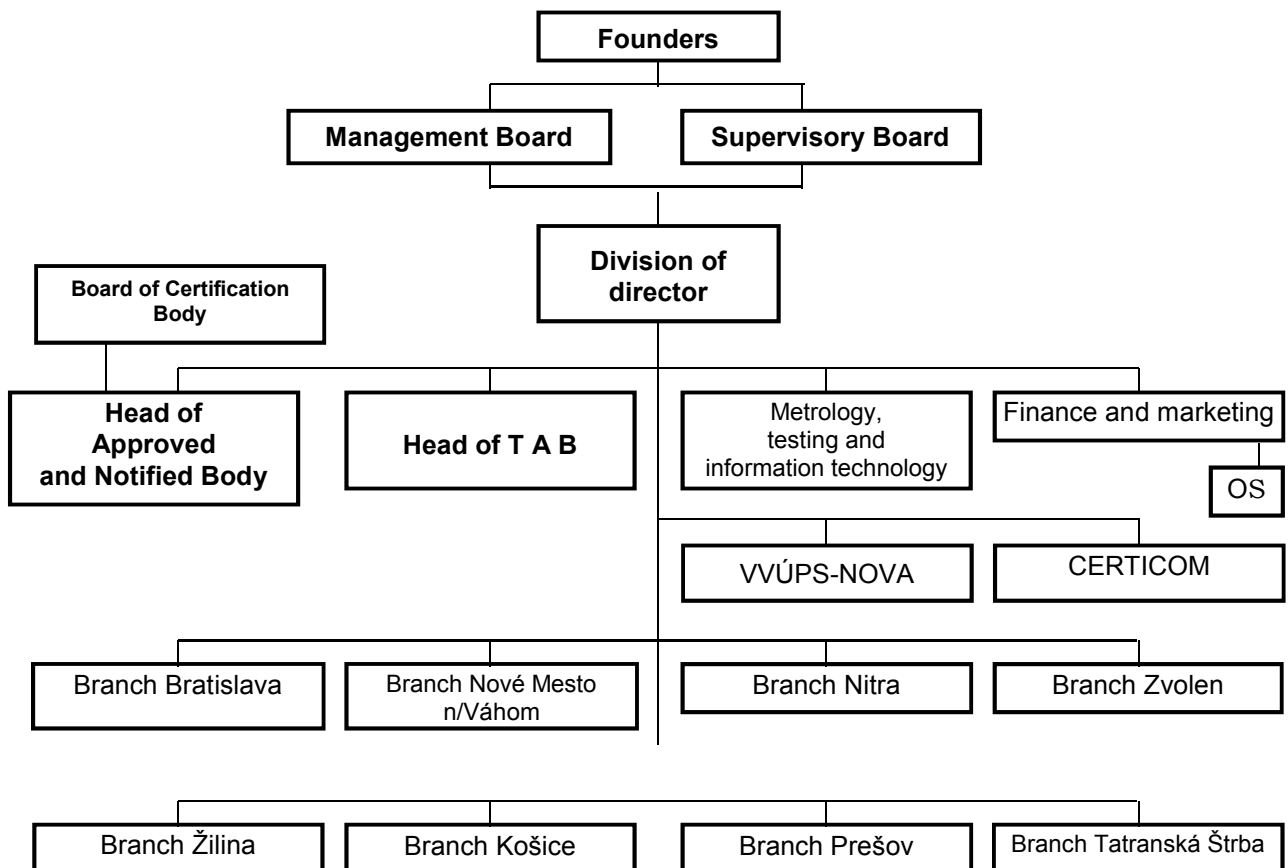 Founders
Management Board
Supervisory Board
Division of
director
Board of Certification
Body
Head of
Approved
and Notified Body
Head of T A B
Metrology,
testing and
information technology
Finance and marketing
OS
VVÚPS-NOVA
CERTICOM
Branch Bratislava
Branch Nové Mesto
n/Váhom
Branch Nitra
Branch Zvolen
Branch Žilina
Branch Košice
Branch Prešov
Branch Tatranská Štrba